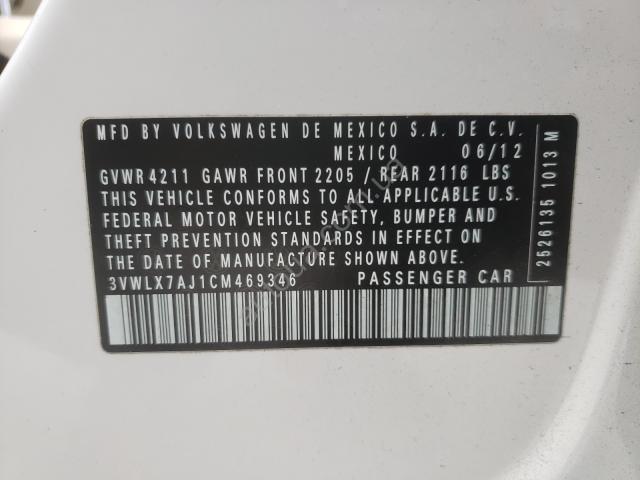 MFD BY VOLKSWAGEN DE MEXICO S.A. DE C.V.
MEXICO 06/12
GVWR 4211 GAWR FRONT 2205 / REAR 2116 LBS
THIS VEHICLE CONFORMS TO ALL APPLICABLE U.S.
FEDERAL MOTOR VEHICLE SAFETY, BUMPER AND
THEFT PREVENTION STANDARDS IN EFFECT ON
THE DATE OF MANUFACTURE SHOWN ABOVE.
3VWLX7AJ1CM469346 PASSENGER CAR
2526135 1013 M